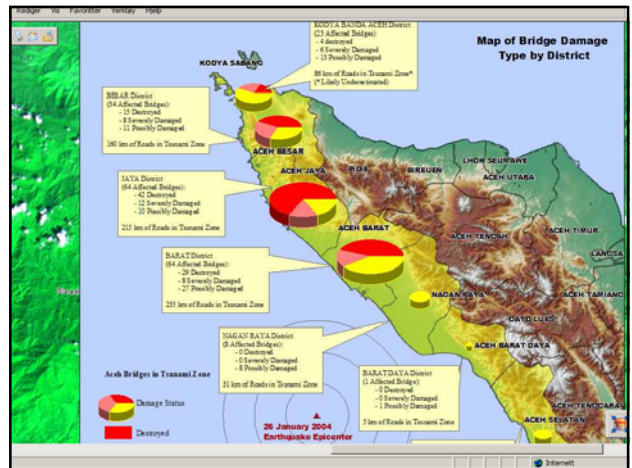 Rediger Vis Favoritter Verktøy Hjelp
Map of Bridge Damage
Type by District
KODYA BANDA ACEH District
(23 Affected Bridges)
- 4 destroyed
- 6 Severely Damaged
- 13 Possibly Damaged
86 km of Roads in Tsunami Zone*
(* Likely Underestimated)
KODYA SABANG
BESAR District
(34 Affected Bridges):
- 15 Destroyed
- 8 Severely Damaged
- 11 Possibly Damaged
160 km of Roads in Tsunami Zone
ACEH BESAR
ACEH JAYA
PIDIE
BIREUEN
LHOK SEUMAWE
ACEH UTARA
JAYA District
(64 Affected Bridges):
- 42 Destroyed
- 12 Severely Damaged
- 10 Possibly Damaged
215 km of Roads in Tsunami Zone
ACEH BARAT
ACEH TENGAH
ACEH TIMUR
LANGSA
BARAT District
(64 Affected Bridges):
- 29 Destroyed
- 8 Severely Damaged
- 27 Possibly Damaged
255 km of Roads in Tsunami Zone
NAGAN RAYA
ACEH TAMIANG
GAYO LUES
NAGAN RAYA District
(8 Affected Bridges):
- 0 Destroyed
- 0 Severely Damaged
- 8 Possibly Damaged
51 km of Roads in Tsunami Zone
ACEH BARAT DAYA
BARAT DAYA District
(1 Affected Bridge):
- 0 Destroyed
- 0 Severely Damaged
- 1 Possibly Damaged
5 km of Roads in Tsunami Zone
ACEH TENGGARA
ACEH SELATAN
Aceh Bridges in Tsunami Zone
Damage Status
Destroyed
26 January 2004
Earthquake Epicenter
Internett